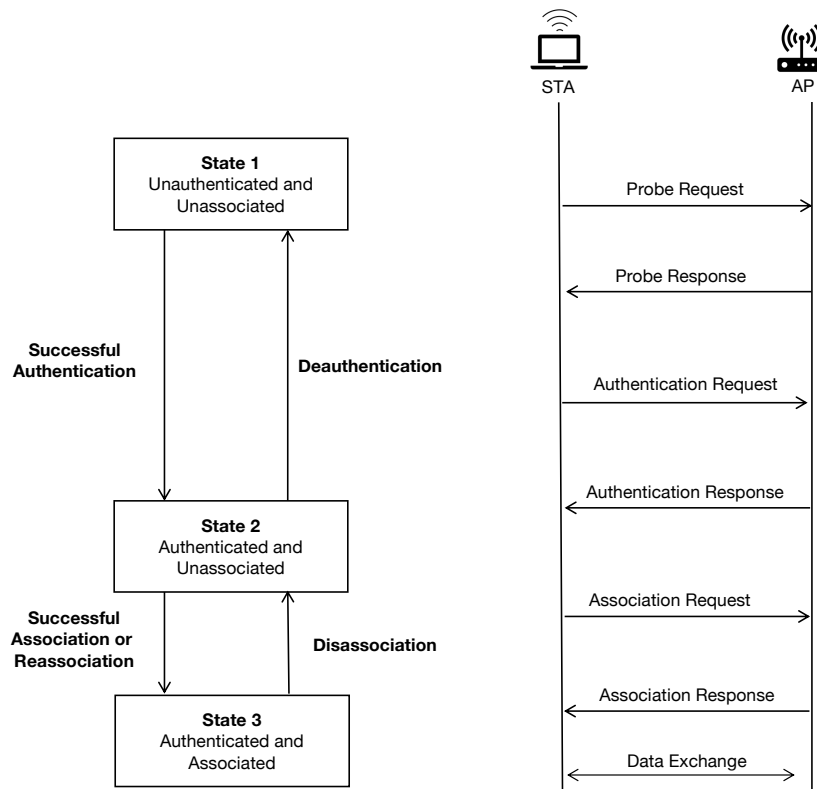 State 1
Unauthenticated and
Unassociated
Successful
Authentication
Deauthentication
State 2
Authenticated and
Unassociated
Successful
Association or
Reassociation
Disassociation
State 3
Authenticated and
Associated
STA
AP
Probe Request
Probe Response
Authentication Request
Authentication Response
Association Request
Association Response
Data Exchange